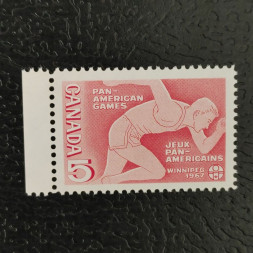 PAN-
AMERICAN
GAMES
CANADA 5
JEUX
PAN-
AMERICAINS
WINNIPEG
1967